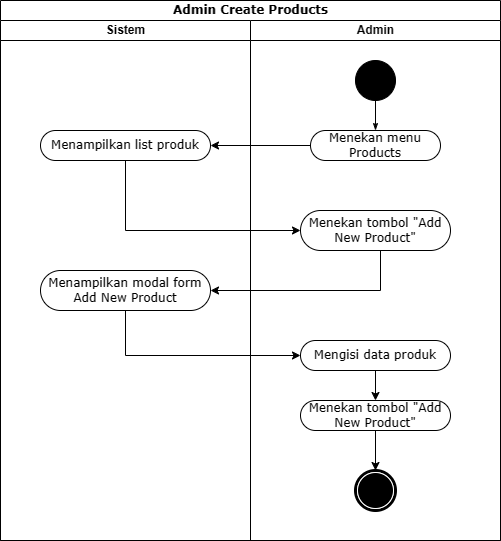 Admin Create Products
Sistem
Admin
Menekan menu
Products
Menampilkan list produk
Menekan tombol "Add
New Product"
Menampilkan modal form
Add New Product
Mengisi data produk
Menekan tombol "Add
New Product"